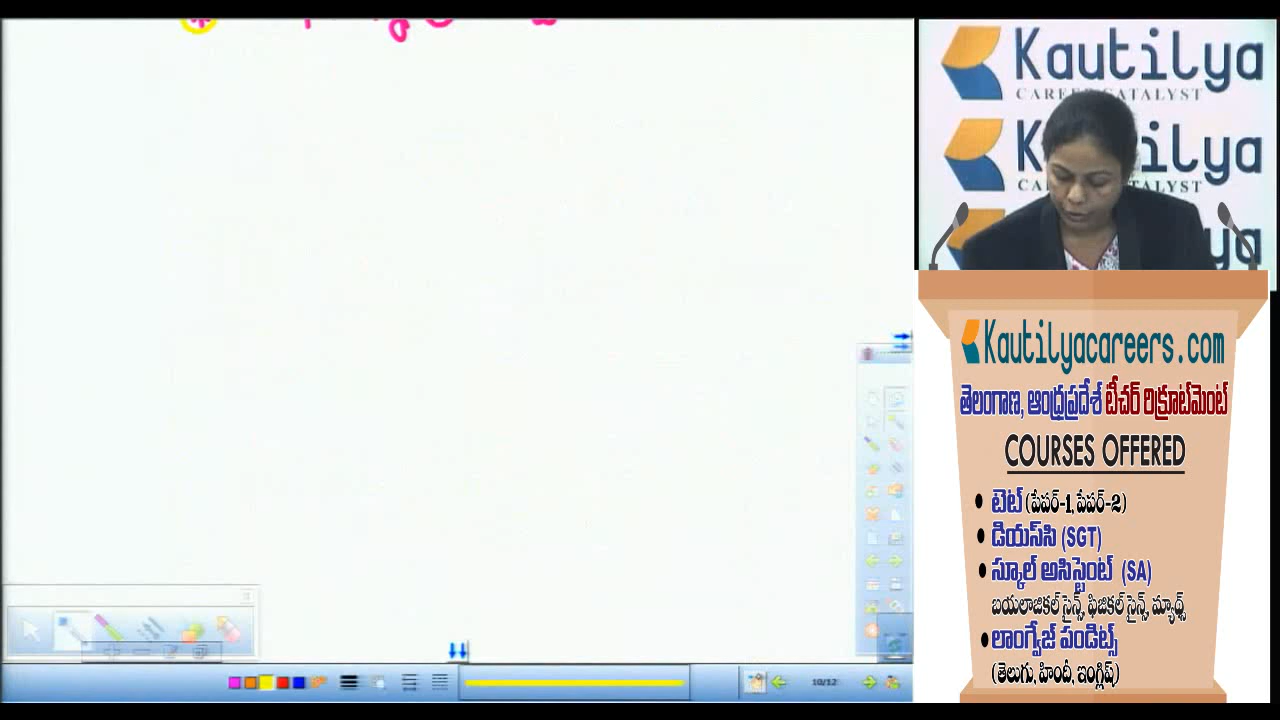 Kautilya
CAREER CATALYST
Kautilya
CATALYST
Kautilyacareers.com
తెలంగాణ, ఆంధ్రప్రదేశ్ టీచర్ రిక్రూట్‌మెంట్
COURSES OFFERED
• టెట్ (పేపర్-1, పేపర్-2)
• డియస్‌సి (SGT)
• స్కూల్ అసిస్టెంట్ (SA)
బయలాజికల్ సైన్స్, ఫిజికల్ సైన్స్, మ్యాథ్స్
• లాంగ్వేజ్ పండిట్స్
(తెలుగు, హిందీ, ఇంగ్లిష్)
10/12